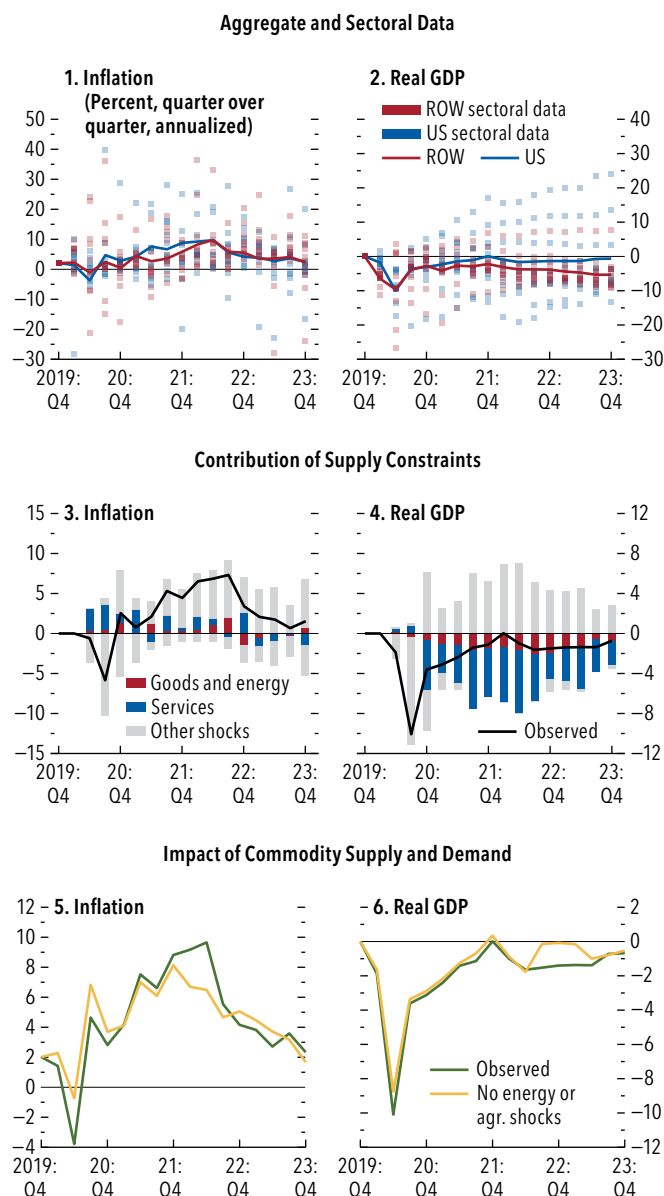 Aggregate and Sectoral Data
1. Inflation
(Percent, quarter over
quarter, annualized)
50
40
30
20
10
0
−10
−20
−30
2019:
Q4
20:
Q4
21:
Q4
22:
Q4
23:
Q4
2. Real GDP
ROW sectoral data
US sectoral data
ROW US
40
30
20
10
0
−10
−20
−30
−40
2019:
Q4
20:
Q4
21:
Q4
22:
Q4
23:
Q4
Contribution of Supply Constraints
3. Inflation
15
10
5
0
−5
−10
−15
Goods and energy
Services
Other shocks
2019:
Q4
20:
Q4
21:
Q4
22:
Q4
23:
Q4
4. Real GDP
12
8
4
0
−4
−8
−12
Observed
2019:
Q4
20:
Q4
21:
Q4
22:
Q4
23:
Q4
Impact of Commodity Supply and Demand
5. Inflation
12
10
8
6
4
2
0
−2
−4
2019:
Q4
20:
Q4
21:
Q4
22:
Q4
23:
Q4
6. Real GDP
2
0
−2
−4
−6
−8
−10
−12
Observed
No energy or
agr. shocks
2019:
Q4
20:
Q4
21:
Q4
22:
Q4
23:
Q4